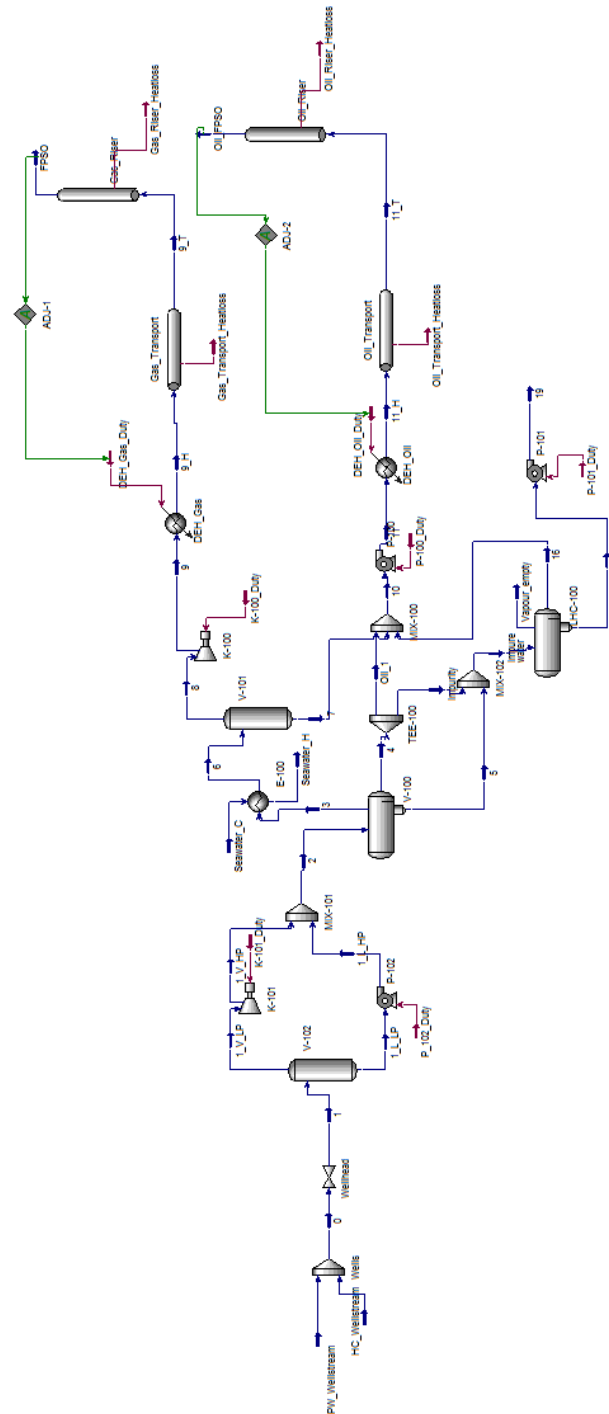 PW_Wellstream
HC_Wellstream
Wells
0
Wellhead
1
V-102
1_V_LP
1_L_LP
K-101
K-101_Duty
1_V_HP
P-102
P_102_Duty
1_L_HP
MIX-101
2
V-100
3
4
5
Seawater_C
E-100
Seawater_H
6
V-101
7
8
K-100
K-100_Duty
9
DEH_Gas
DEH_Gas_Duty
9_H
Gas_Transport
Gas_Transport_Heatloss
9_T
Gas_Riser
Gas_Riser_Heatloss
FPSO
ADJ-1
A
TEE-100
Oil_1
Impurity
MIX-100
10
P-100
P-100_Duty
11
DEH_Oil
DEH_Oil_Duty
11_H
Oil_Transport
Oil_Transport_Heatloss
11_T
Oil_Riser
Oil_Riser_Heatloss
Oil_FPSO
ADJ-2
A
MIX-102
Impure
water
Vapour_empty
16
P-101
P-101_Duty
19